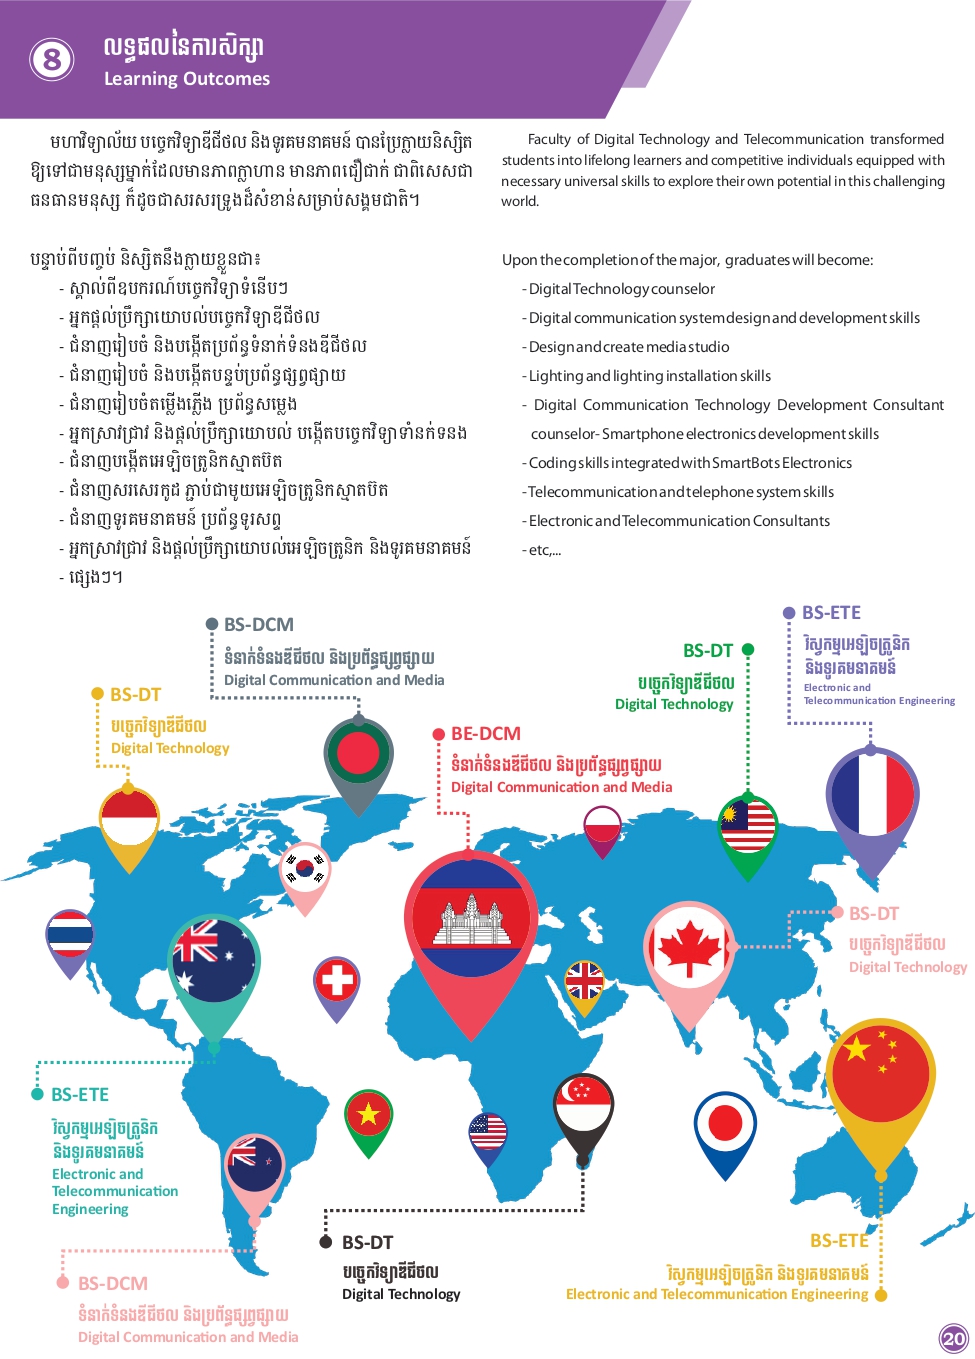 8
លទ្ធផលនៃការសិក្សា
Learning Outcomes
មហាវិទ្យាល័យ បច្ចេកវិទ្យាឌីជីថល និងទូរគមនាគមន៍ បានប្រែក្លាយនិស្សិត
ឱ្យទៅជាមនុស្សម្នាក់ដែលមានភាពក្លាហាន មានភាពជឿជាក់ ជាពិសេសជា
ធនធានមនុស្ស ក៏ដូចជាសរសរទ្រូងដ៏សំខាន់សម្រាប់សង្គមជាតិ។
បន្ទាប់ពីបញ្ចប់ និស្សិតនឹងក្លាយខ្លួនជា៖
- ស្គាល់ពីឧបករណ៍បច្ចេកវិទ្យាទំនើបៗ
- អ្នកផ្តល់ប្រឹក្សាយោបល់បច្ចេកវិទ្យាឌីជីថល
- ជំនាញរៀបចំ និងបង្កើតប្រព័ន្ធទំនាក់ទំនងឌីជីថល
- ជំនាញរៀបចំ និងបង្កើតបន្ទប់ប្រព័ន្ធផ្សព្វផ្សាយ
- ជំនាញរៀបចំតម្លើងភ្លើង ប្រព័ន្ធសម្លេង
- អ្នកស្រាវជ្រាវ និងផ្តល់ប្រឹក្សាយោបល់ បង្កើតបច្ចេកវិទ្យាទាំនក់ទនង
- ជំនាញបង្កើតអេឡិចត្រូនិកស្មាតប៊ត
- ជំនាញសរសេរកូដ ភ្ជាប់ជាមួយអេឡិចត្រូនិកស្មាតប៊ត
- ជំនាញទូរគមនាគមន៍ ប្រព័ន្ធទូរសព្ទ
- អ្នកស្រាវជ្រាវ និងផ្តល់ប្រឹក្សាយោបល់អេឡិចត្រូនិក និងទូរគមនាគមន៍
- ផ្សេងៗ។
Faculty of Digital Technology and Telecommunication transformed
students into lifelong learners and competitive individuals equipped with
necessary universal skills to explore their own potential in this challenging
world.
Upon the completion of the major, graduates will become:
- Digital Technology counselor
- Digital communication system design and development skills
- Design and create media studio
- Lighting and lighting installation skills
- Digital Communication Technology Development Consultant
counselor- Smartphone electronics development skills
- Coding skills integrated with SmartBots Electronics
- Telecommunication and telephone system skills
- Electronic and Telecommunication Consultants
- etc,...
BS-DCM
ទំនាក់ទំនងឌីជីថល និងប្រព័ន្ធផ្សព្វផ្សាយ
Digital Communication and Media
BS-ETE
វិស្វកម្មអេឡិចត្រូនិក
និងទូរគមនាគមន៍
Electronic and
Telecommunication Engineering
BS-DT
បច្ចេកវិទ្យាឌីជីថល
Digital Technology
BS-DT
បច្ចេកវិទ្យាឌីជីថល
Digital Technology
BE-DCM
ទំនាក់ទំនងឌីជីថល និងប្រព័ន្ធផ្សព្វផ្សាយ
Digital Communication and Media
BS-DT
បច្ចេកវិទ្យាឌីជីថល
Digital Technology
BS-ETE
វិស្វកម្មអេឡិចត្រូនិក
និងទូរគមនាគមន៍
Electronic and
Telecommunication
Engineering
BS-DT
បច្ចេកវិទ្យាឌីជីថល
Digital Technology
BS-ETE
វិស្វកម្មអេឡិចត្រូនិក និងទូរគមនាគមន៍
Electronic and Telecommunication Engineering
BS-DCM
ទំនាក់ទំនងឌីជីថល និងប្រព័ន្ធផ្សព្វផ្សាយ
Digital Communication and Media
20